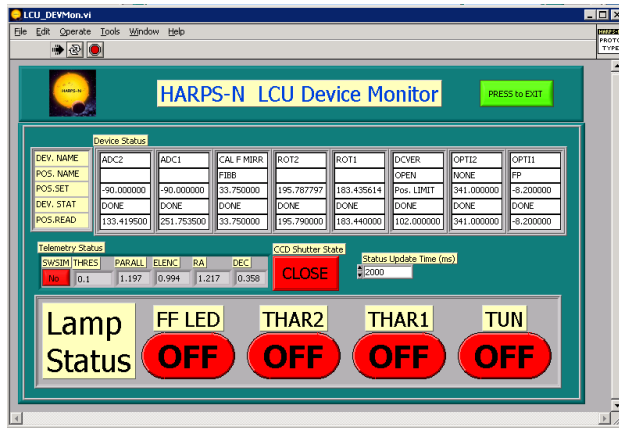 LCU_DEVMon.vi
File Edit Operate Tools Window Help
HARPS-N
PROTO
TYPE
HARPS-N
HARPS-N LCU Device Monitor
PRESS to EXIT
Device Status
DEV. NAME ADC2 ADC1 CAL F MIRR ROT2 ROT1 DCVER OPTI2 OPTI1
POS. NAME FIBB OPEN NONE FP
POS.SET -90.000000 -90.000000 33.750000 195.787797 183.435614 Pos. LIMIT 341.000000 -8.200000
DEV. STAT DONE DONE DONE DONE DONE DONE DONE DONE
POS.READ 133.419500 251.753500 33.750000 195.790000 183.440000 102.000000 341.000000 -8.200000
Telemetry Status
SWSIM THRES PARALL ELENC RA DEC
No 0.1 1.197 0.994 1.217 0.358
CCD Shutter State
CLOSE
Status Update Time (ms)
2000
Lamp
Status
FF LED THAR2 THAR1 TUN
OFF OFF OFF OFF